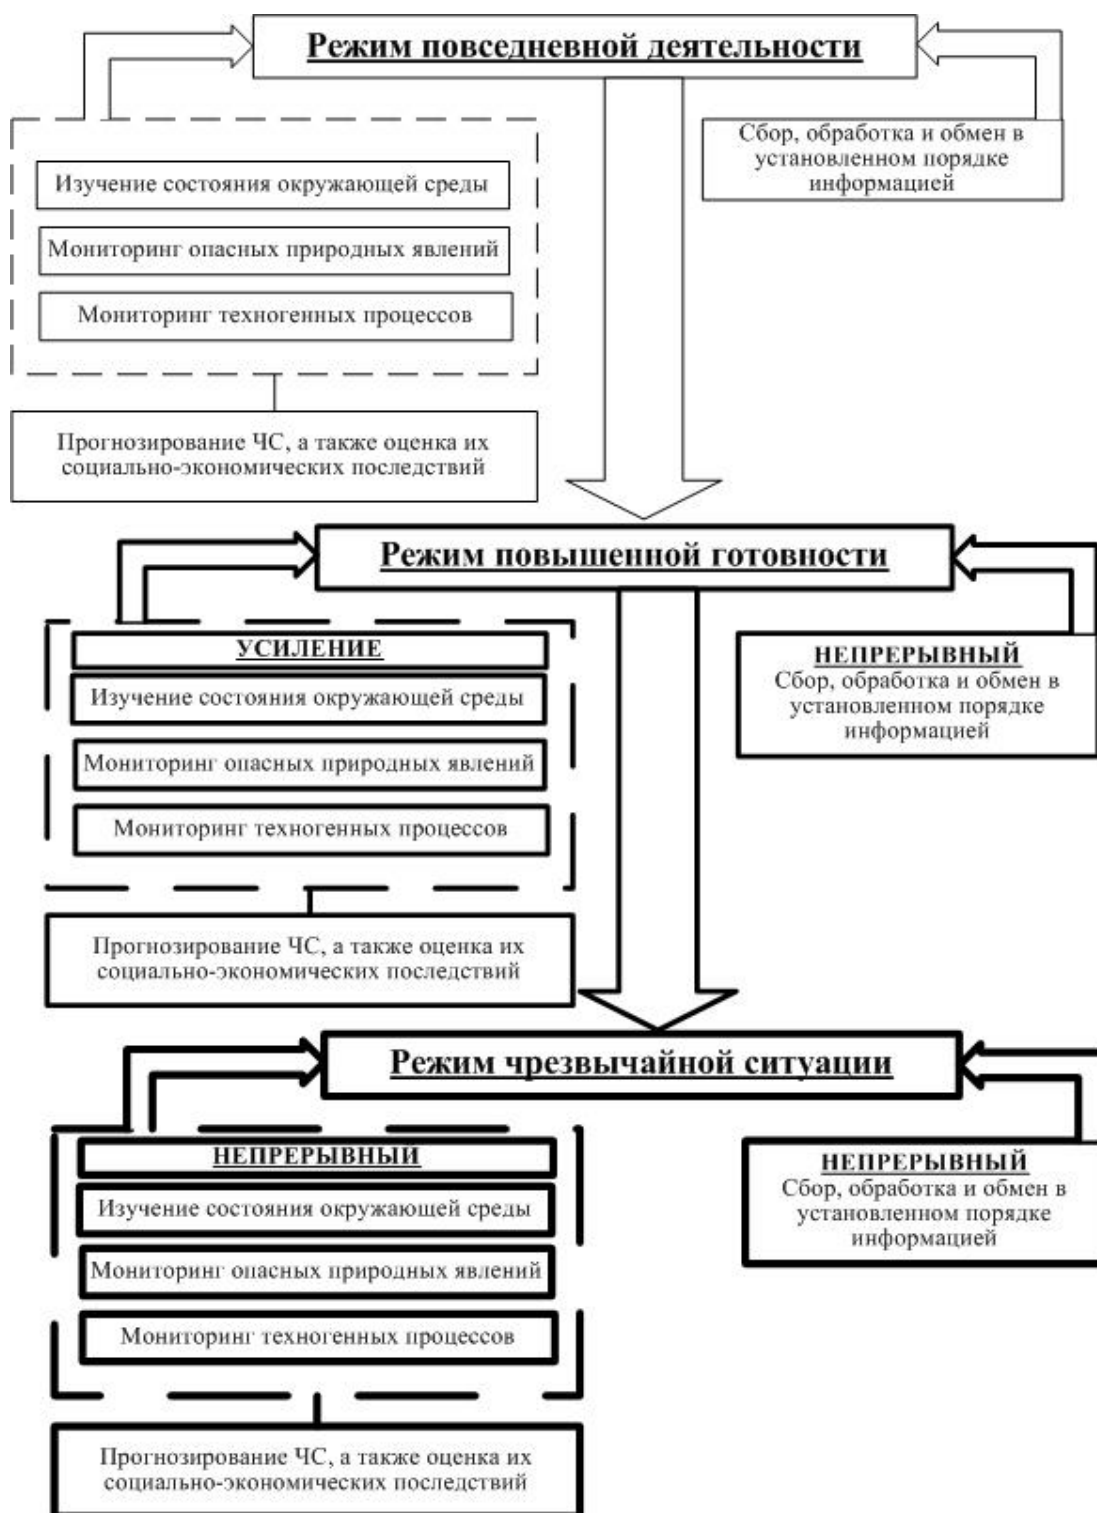 Режим повседневной деятельности
Сбор, обработка и обмен в
установленном порядке
информацией
Изучение состояния окружающей среды
Мониторинг опасных природных явлений
Мониторинг техногенных процессов
Прогнозирование ЧС, а также оценка их
социально-экономических последствий
Режим повышенной готовности
УСИЛЕНИЕ
Изучение состояния окружающей среды
Мониторинг опасных природных явлений
Мониторинг техногенных процессов
НЕПРЕРЫВНЫЙ
Сбор, обработка и обмен в
установленном порядке
информацией
Прогнозирование ЧС, а также оценка их
социально-экономических последствий
Режим чрезвычайной ситуации
НЕПРЕРЫВНЫЙ
Изучение состояния окружающей среды
Мониторинг опасных природных явлений
Мониторинг техногенных процессов
НЕПРЕРЫВНЫЙ
Сбор, обработка и обмен в
установленном порядке
информацией
Прогнозирование ЧС, а также оценка их
социально-экономических последствий